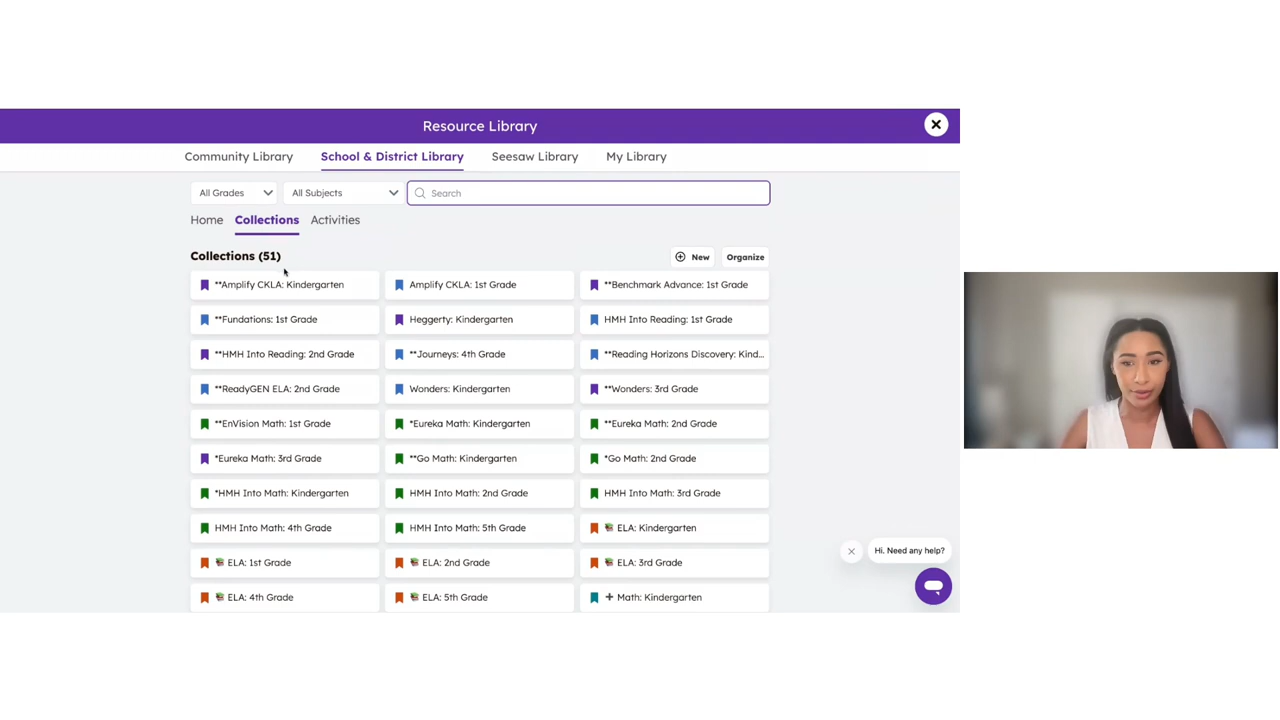 Resource Library
Community Library School & District Library Seesaw Library My Library
All Grades All Subjects Search
Home Collections Activities
Collections (51) New Organize
**Amplify CKLA: Kindergarten Amplify CKLA: 1st Grade **Benchmark Advance: 1st Grade
**Fundations: 1st Grade Heggerty: Kindergarten HMH Into Reading: 1st Grade
**HMH Into Reading: 2nd Grade **Journeys: 4th Grade **Reading Horizons Discovery: Kind...
**ReadyGEN ELA: 2nd Grade Wonders: Kindergarten **Wonders: 3rd Grade
**EnVision Math: 1st Grade *Eureka Math: Kindergarten **Eureka Math: 2nd Grade
*Eureka Math: 3rd Grade **Go Math: Kindergarten *Go Math: 2nd Grade
*HMH Into Math: Kindergarten HMH Into Math: 2nd Grade HMH Into Math: 3rd Grade
HMH Into Math: 4th Grade HMH Into Math: 5th Grade ELA: Kindergarten
ELA: 1st Grade ELA: 2nd Grade ELA: 3rd Grade
ELA: 4th Grade ELA: 5th Grade Math: Kindergarten
Hi. Need any help?